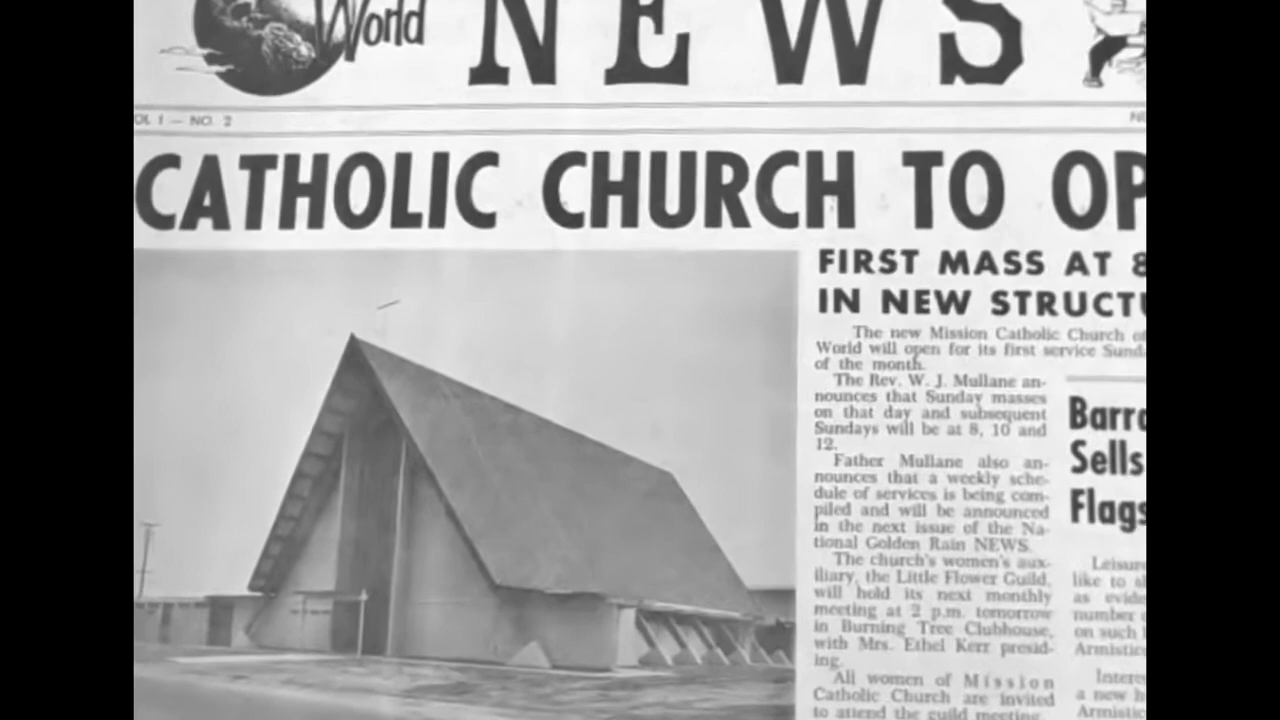 World
NEWS
OL 1 — NO. 2
CATHOLIC CHURCH TO OP
FIRST MASS AT 8
IN NEW STRUCTU
The new Mission Catholic Church of
World will open for its first service Sund
of the month.
The Rev. W. J. Mullane an-
nounces that Sunday masses
on that day and subsequent
Sundays will be at 8, 10 and
12.
Father Mullane also an-
nounces that a weekly sche-
dule of services is being com-
piled and will be announced
in the next issue of the Na-
tional Golden Rain NEWS.
The church's women's aux-
iliary, the Little Flower Guild,
will hold its next monthly
meeting at 2 p.m. tomorrow
in Burning Tree Clubhouse,
with Mrs. Ethel Kerr presid-
ing.
All women of Mission
Catholic Church are invited
to attend the guild meeting.
Barra
Sells
Flags
Leisure
like to s
as evide
number o
on such
Armistic
Intere
a new h
Armistic